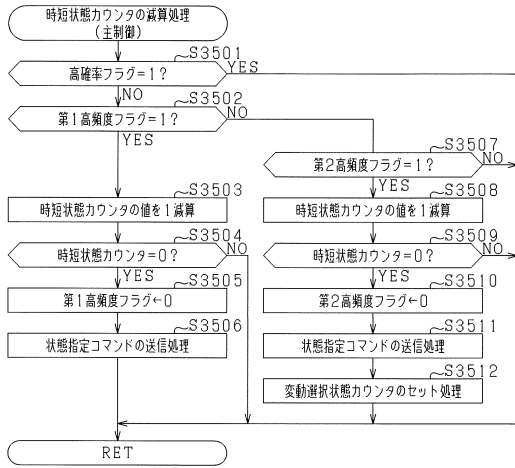 時短状態カウンタの減算処理
(主制御)
S3501
高確率フラグ=1?
YES
NO
S3502
第1高頻度フラグ=1?
NO
YES
S3507
第2高頻度フラグ=1?
NO
YES
S3503
時短状態カウンタの値を1減算
S3508
時短状態カウンタの値を1減算
S3504
時短状態カウンタ=0?
NO
YES
S3509
時短状態カウンタ=0?
NO
YES
S3505
第1高頻度フラグ←0
S3510
第2高頻度フラグ←0
S3506
状態指定コマンドの送信処理
S3511
状態指定コマンドの送信処理
S3512
変動選択状態カウンタのセット処理
RET